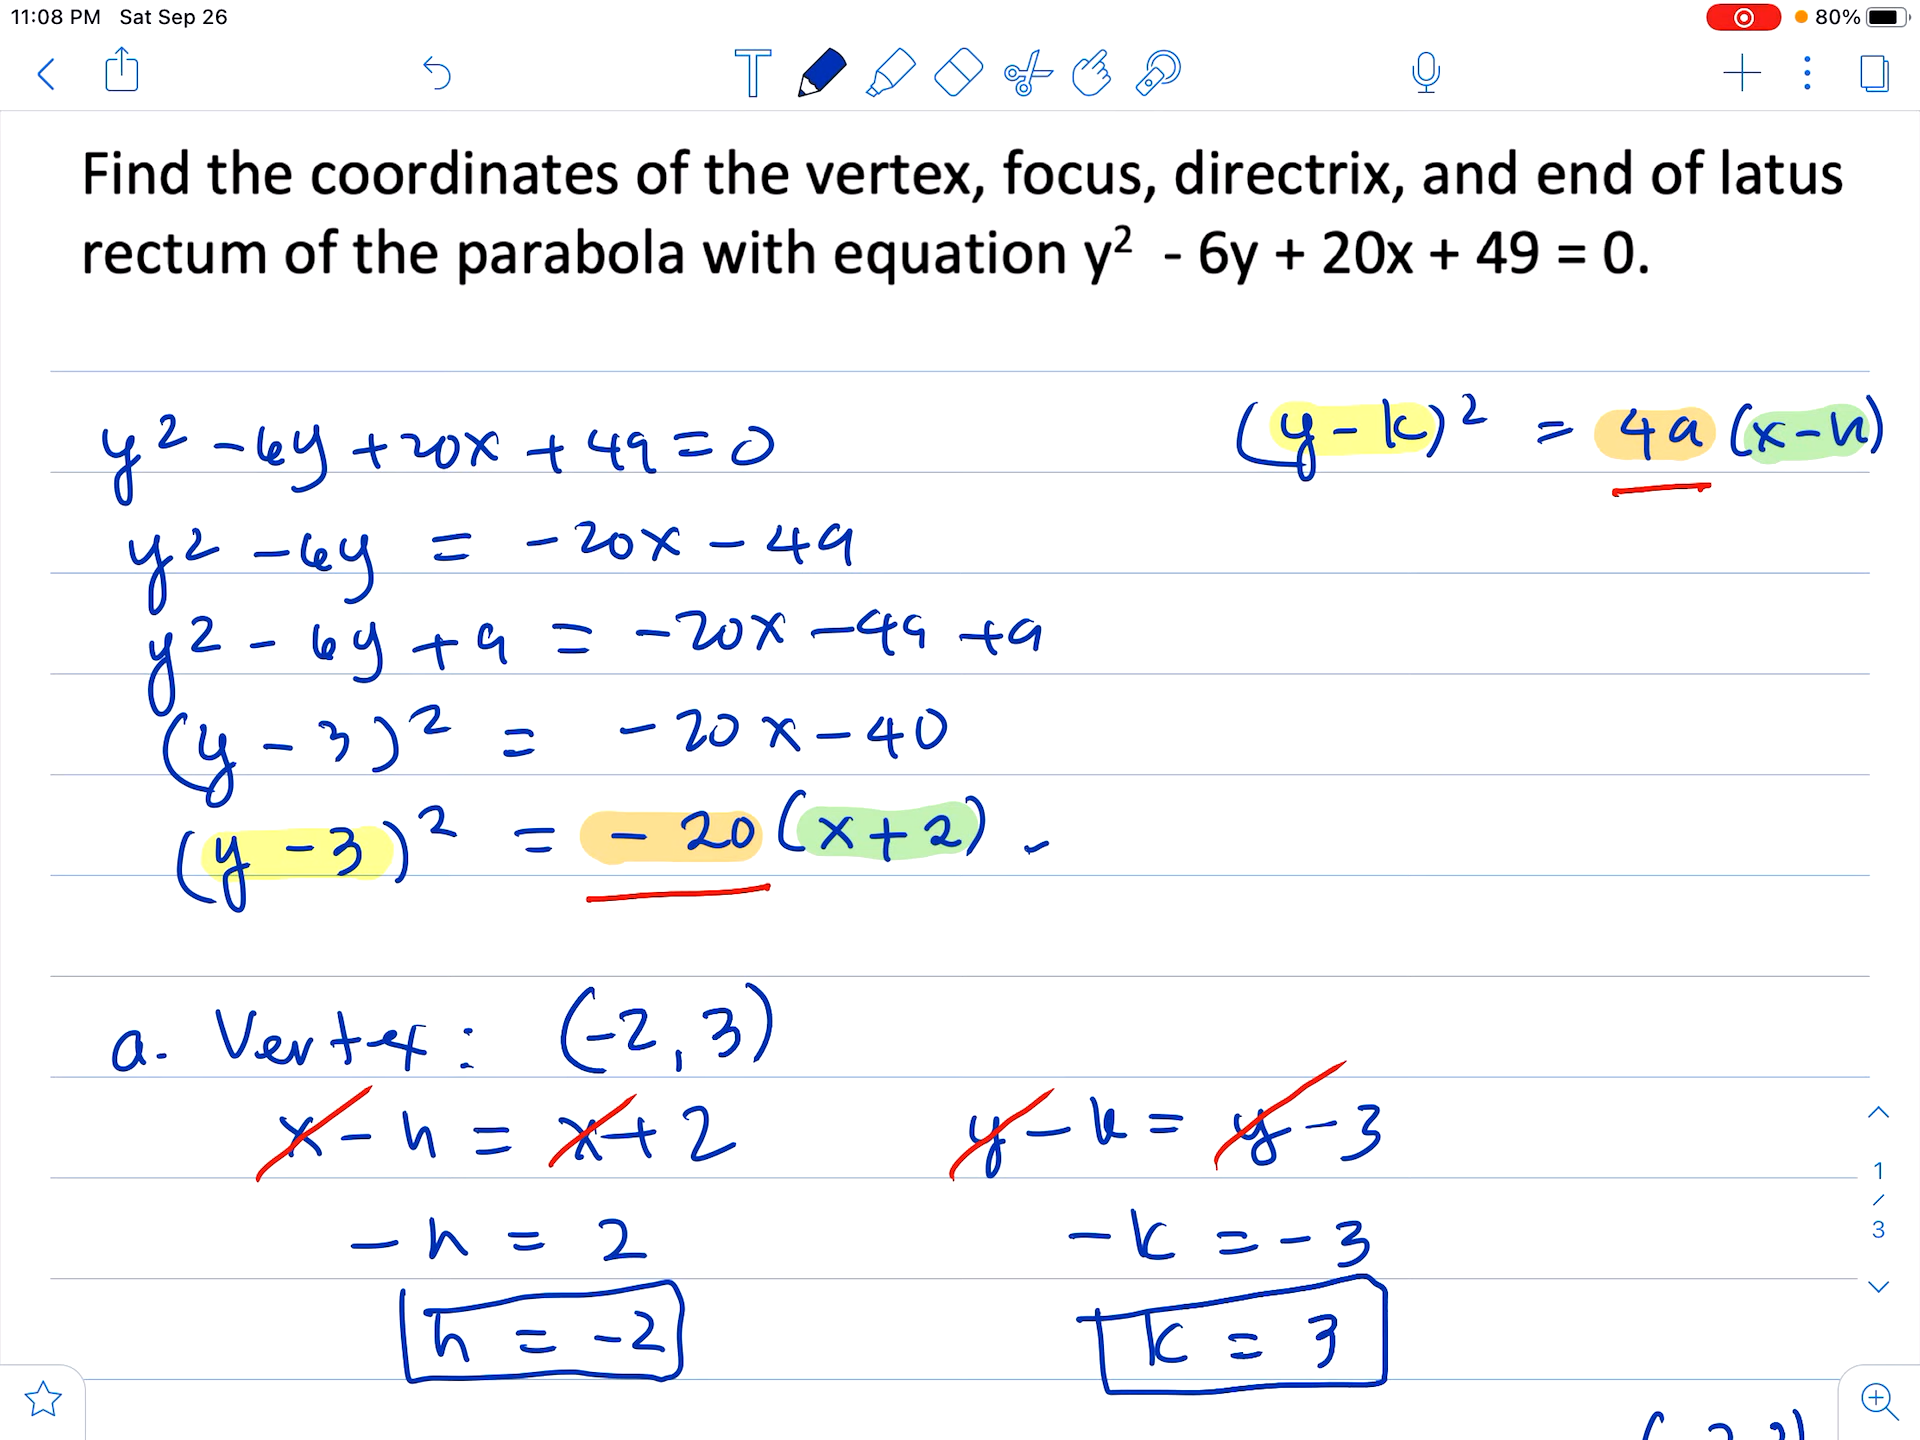 11:08 PM Sat Sep 26
80%
T
Find the coordinates of the vertex, focus, directrix, and end of latus
rectum of the parabola with equation y² - 6y + 20x + 49 = 0.
y² - 6y + 20x + 49 = 0
(y - k)² = 4a (x - h)
y² - 6y = -20x - 49
y² - 6y + 9 = -20x - 49 + 9
(y - 3)² = -20x - 40
(y - 3)² = -20 (x + 2)
a. Vertex: (-2, 3)
x - h = x + 2
y - k = y - 3
-h = 2
-k = -3
h = -2
k = 3
1
/
3